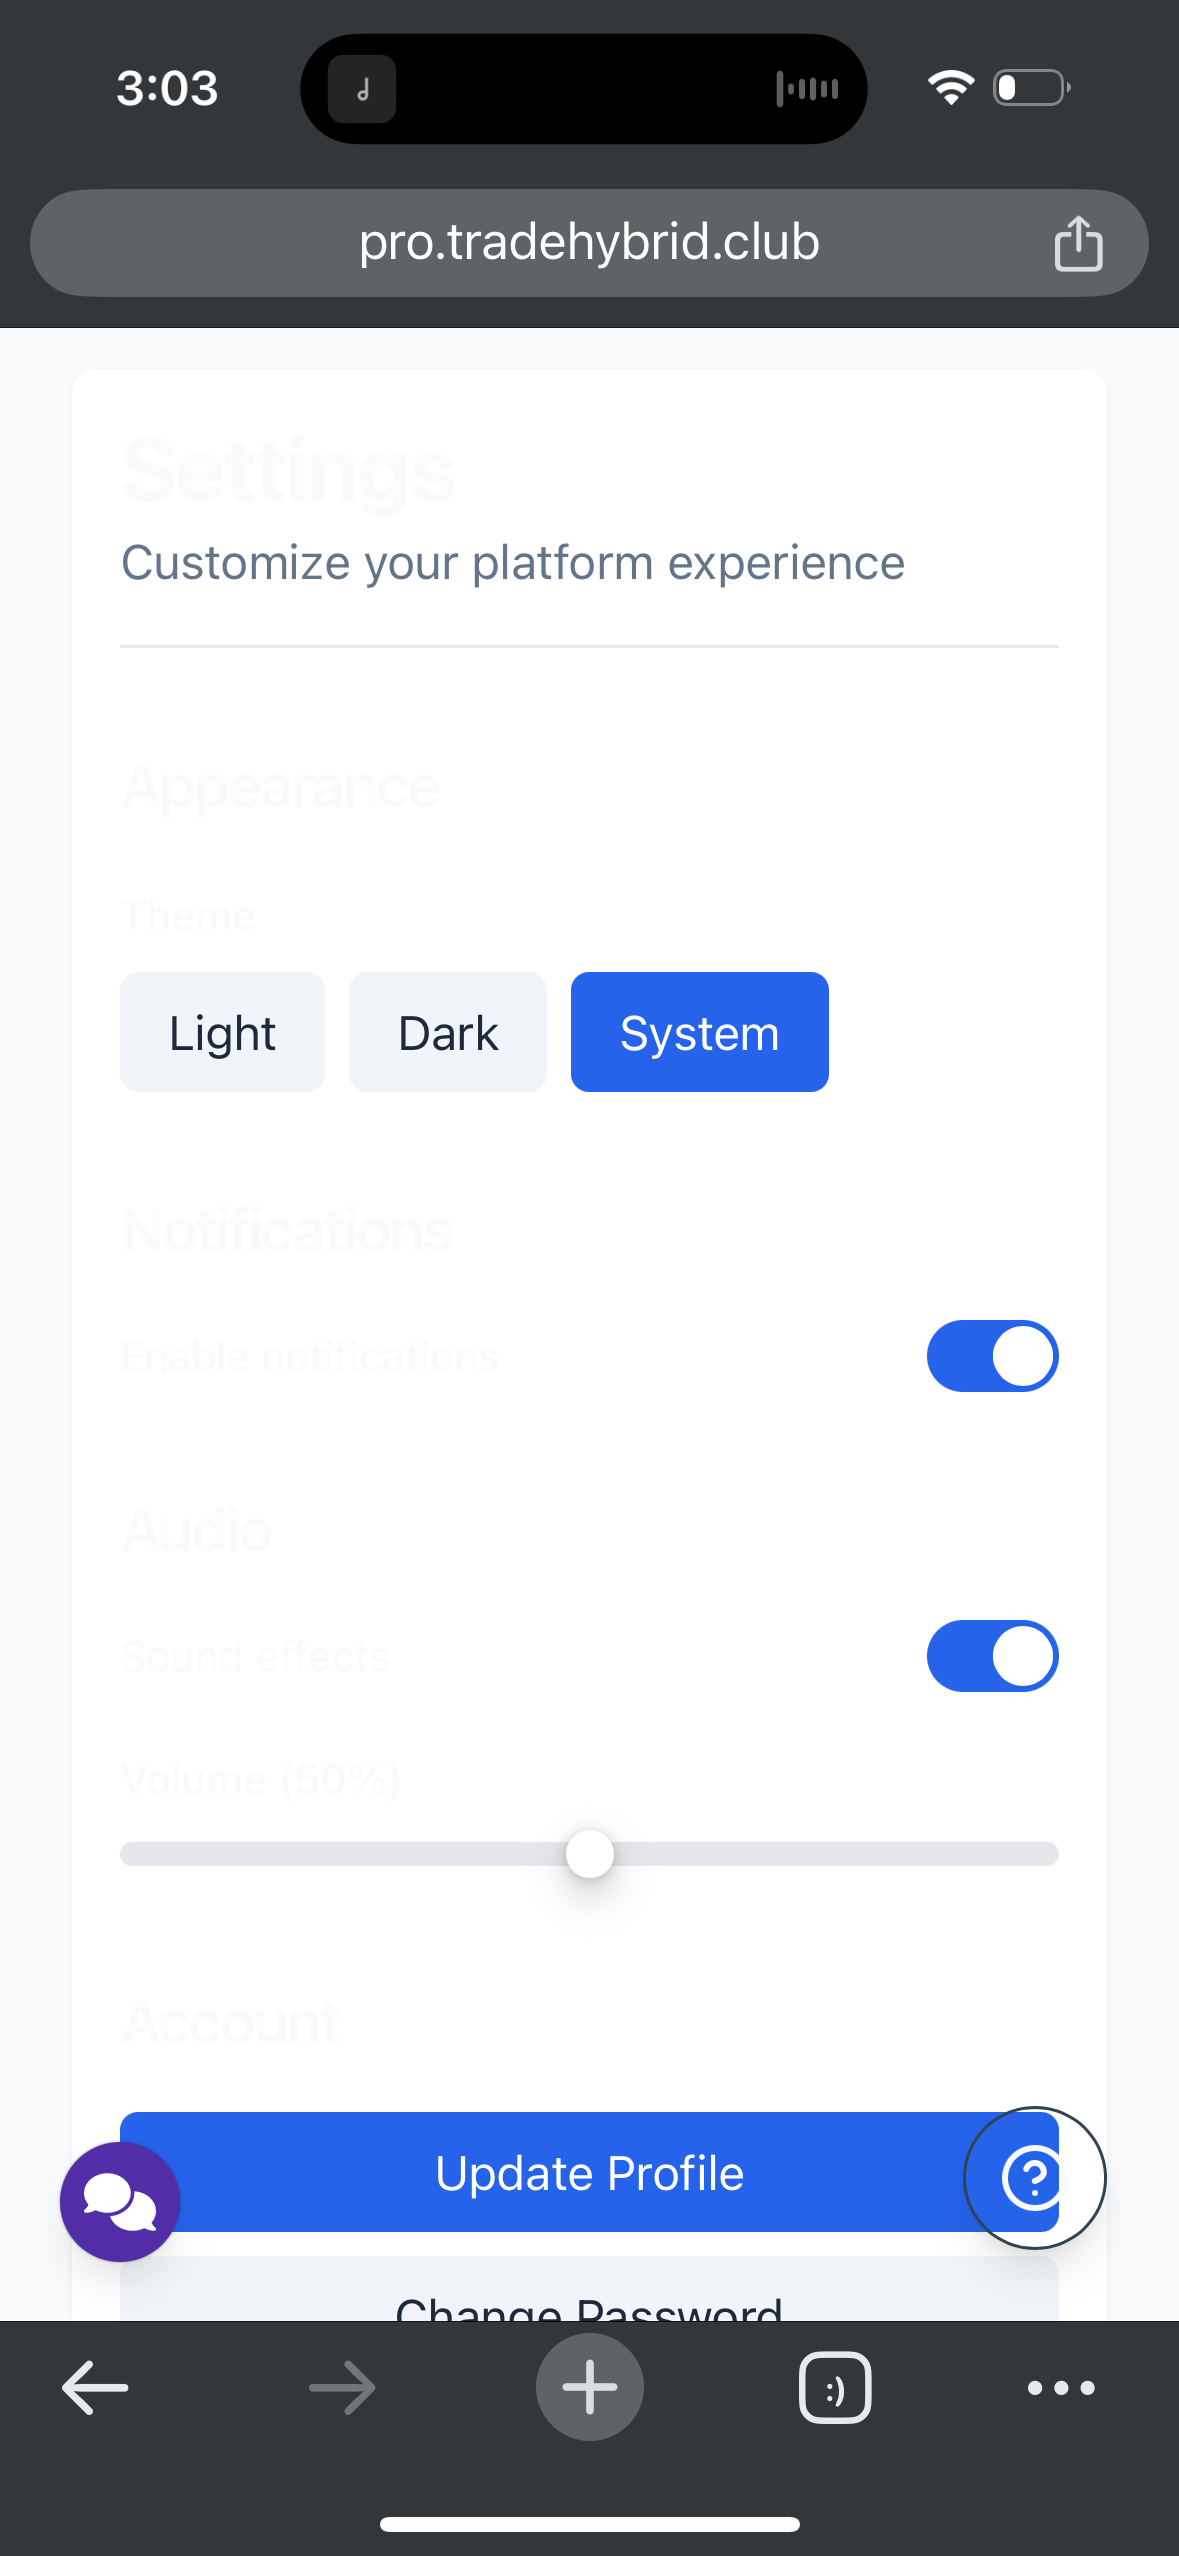 3:03
pro.tradehybrid.club
Settings
Customize your platform experience
Appearance
Theme
Light
Dark
System
Notifications
Enable notifications
Audio
Sound effects
Volume (50%)
Account
Update Profile
Change Password
:)